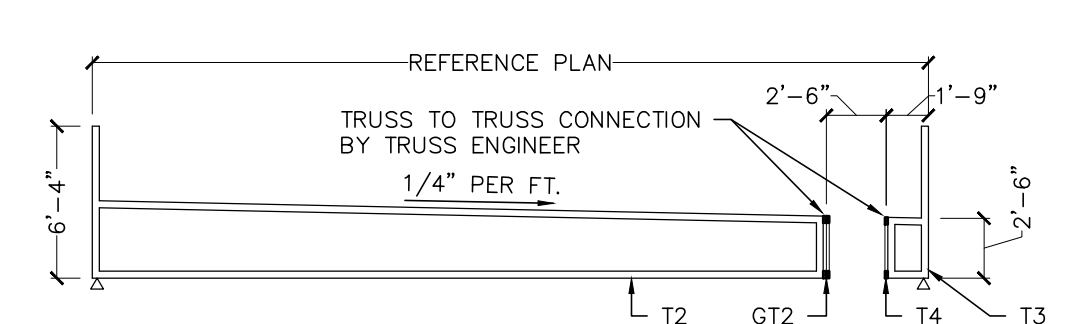 REFERENCE PLAN
2'-6" 1'-9"
TRUSS TO TRUSS CONNECTION
BY TRUSS ENGINEER
1/4" PER FT.
6'-4"
2'-6"
T2 GT2 T4 T3